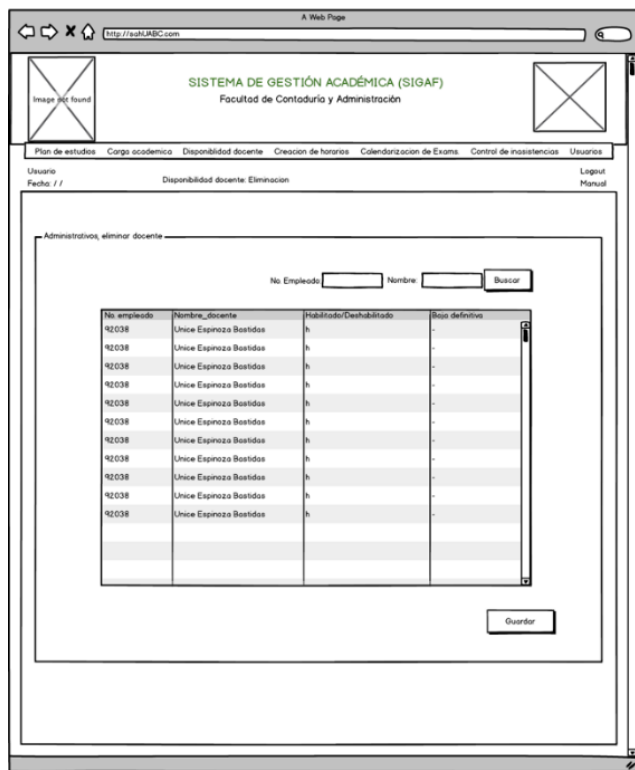 A Web Page
http://sahUABC.com
Image not found
SISTEMA DE GESTIÓN ACADÉMICA (SIGAF)
Facultad de Contaduría y Administración
Plan de estudios Carga academica Disponiblidad docente Creacion de horarios Calendarizacion de Exams. Control de inasistencias Usuarios
Usuario Logout
Fecha: / / Disponibilidad docente: Eliminacion Manual
Administrativos, eliminar docente
No. Empleado: Nombre: Buscar
No. empleado Nombre_docente Habilitado/Deshabilitado Baja definitiva
92038 Unice Espinoza Bastidas h -
92038 Unice Espinoza Bastidas h -
92038 Unice Espinoza Bastidas h -
92038 Unice Espinoza Bastidas h -
92038 Unice Espinoza Bastidas h -
92038 Unice Espinoza Bastidas h -
92038 Unice Espinoza Bastidas h -
92038 Unice Espinoza Bastidas h -
92038 Unice Espinoza Bastidas h -
92038 Unice Espinoza Bastidas h -
92038 Unice Espinoza Bastidas h -
Guardar